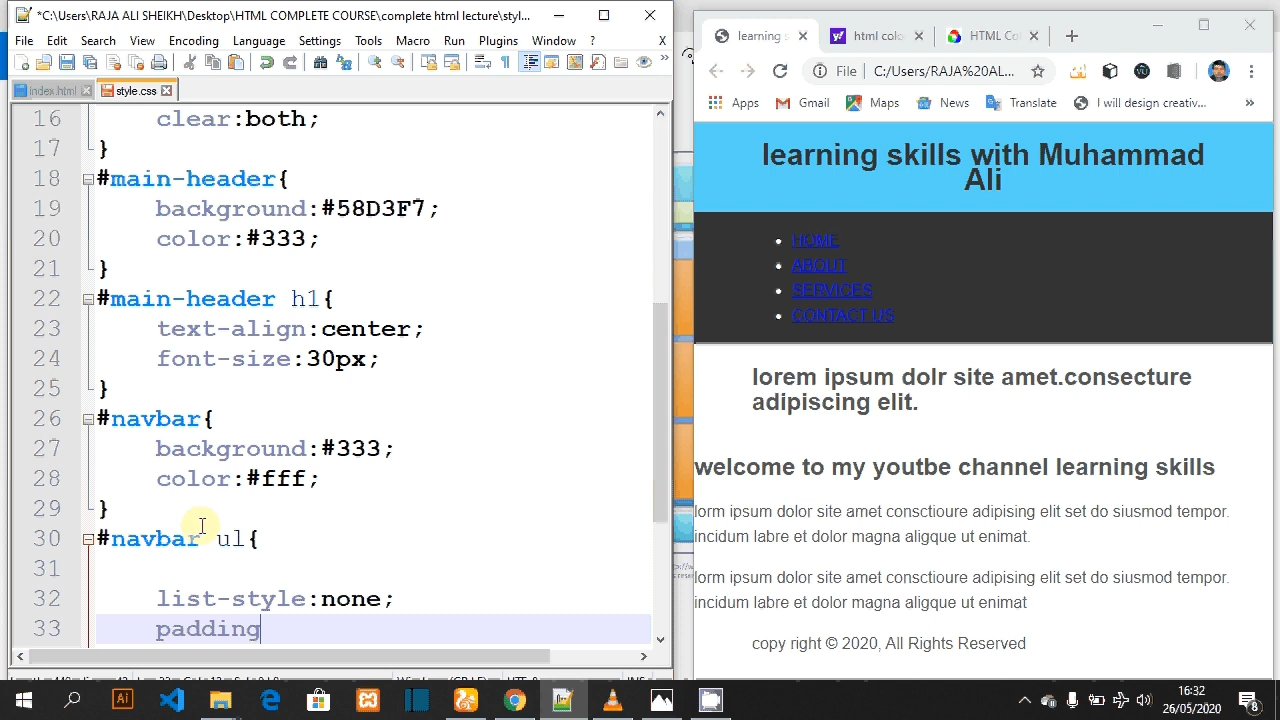 *C:\Users\RAJA ALI SHEIKH\Desktop\HTML COMPLETE COURSE\complete html lecture\styl...
File Edit Search View Encoding Language Settings Tools Macro Run Plugins Window ? X
index.html style.css
16 clear:both;
17 }
18 #main-header{
19 background:#58D3F7;
20 color:#333;
21 }
22 #main-header h1{
23 text-align:center;
24 font-size:30px;
25 }
26 #navbar{
27 background:#333;
28 color:#fff;
29 }
30 #navbar ul{
31
32 list-style:none;
33 padding
learning s html colo HTML Co
File C:/Users/RAJA%20AL...
Apps Gmail Maps News Translate I will design creativ... »
learning skills with Muhammad
Ali
HOME
ABOUT
SERVICES
CONTACT US
lorem ipsum dolr site amet.consecture
adipiscing elit.
welcome to my youtbe channel learning skills
lorm ipsum dolor site amet consctioure adipising elit set do siusmod tempor.
incidum labre et dolor magna aligque ut enimat.
lorm ipsum dolor site amet consctioure adipising elit set do siusmod tempor.
incidum labre et dolor magna aligque ut enimat
copy right © 2020, All Rights Reserved
16:32
26/05/2020